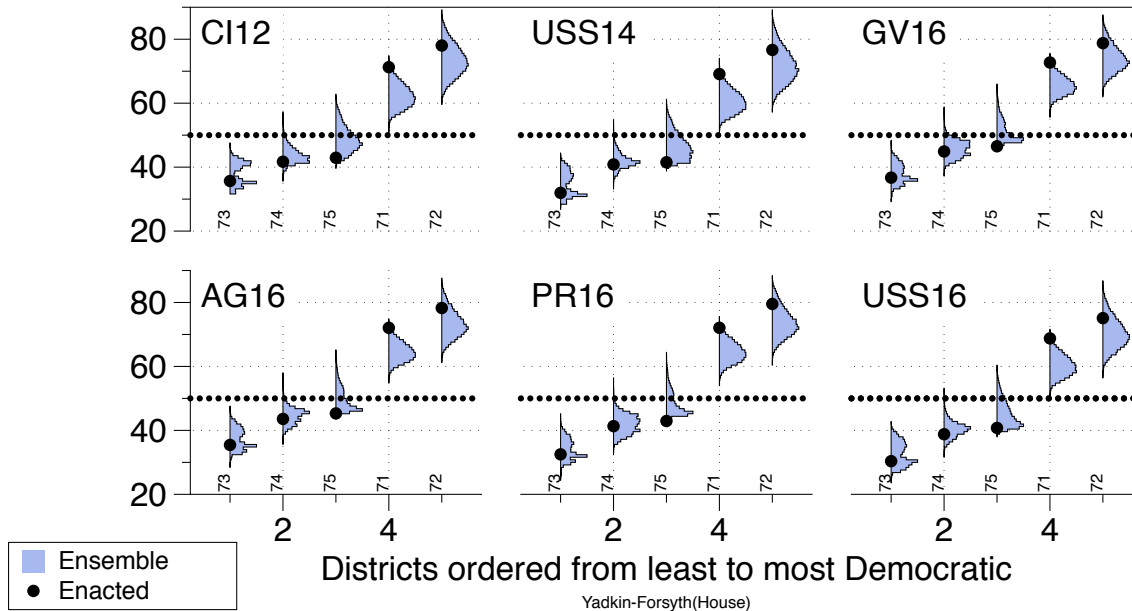 CI12 USS14 GV16
80
60
40
20
73 74 75 71 72 73 74 75 71 72 73 74 75 71 72
AG16 PR16 USS16
80
60
40
20
73 74 75 71 72 73 74 75 71 72 73 74 75 71 72
2 4 2 4 2 4
Ensemble
Enacted
Districts ordered from least to most Democratic
Yadkin-Forsyth(House)